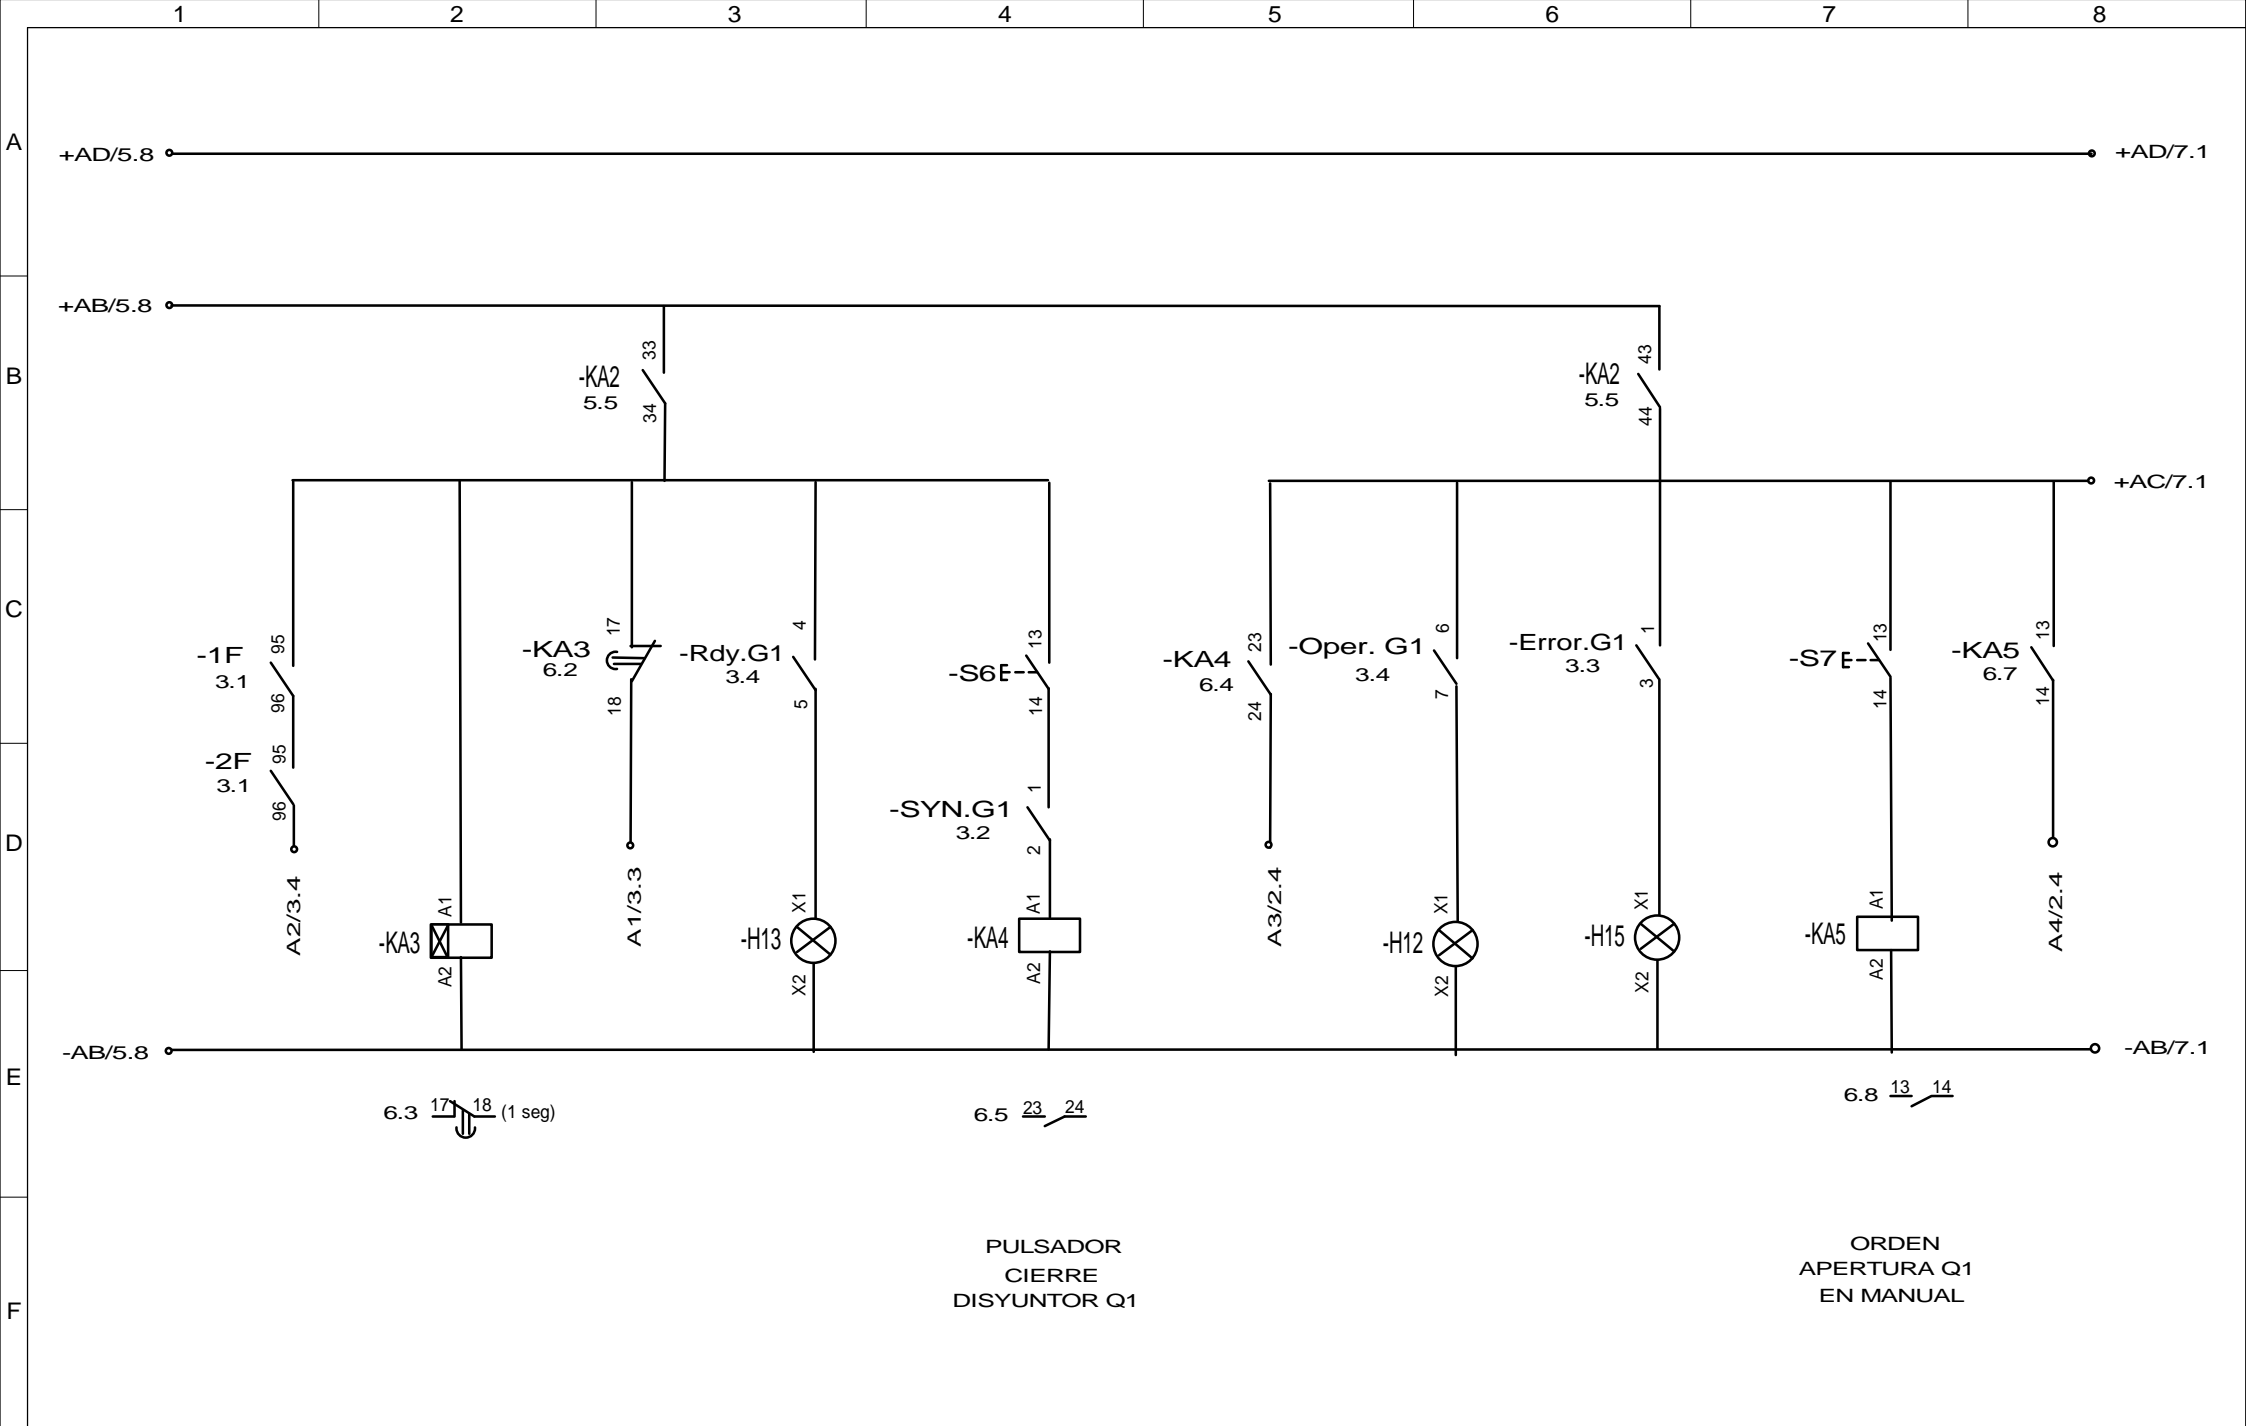 1 2 3 4 5 6 7 8
A
+AD/5.8
+AD/7.1
+AB/5.8
B
33
-KA2
5.5
34
43
-KA2
5.5
44
+AC/7.1
C
95
-1F
3.1
96
95
-2F
3.1
96
A2/3.4
A1
-KA3
A2
17
-KA3
6.2
18
A1/3.3
4
-Rdy.G1
3.4
5
X1
-H13
X2
13
-S6
14
1
-SYN.G1
3.2
2
A1
-KA4
A2
23
-KA4
6.4
24
A3/2.4
6
-Oper. G1
3.4
7
X1
-H12
X2
1
-Error.G1
3.3
3
X1
-H15
X2
13
-S7
14
A1
-KA5
A2
13
-KA5
6.7
14
A4/2.4
D
-AB/5.8
-AB/7.1
E
6.3 17 18 (1 seg)
6.5 23 24
6.8 13 14
PULSADOR
CIERRE
DISYUNTOR Q1
ORDEN
APERTURA Q1
EN MANUAL
F